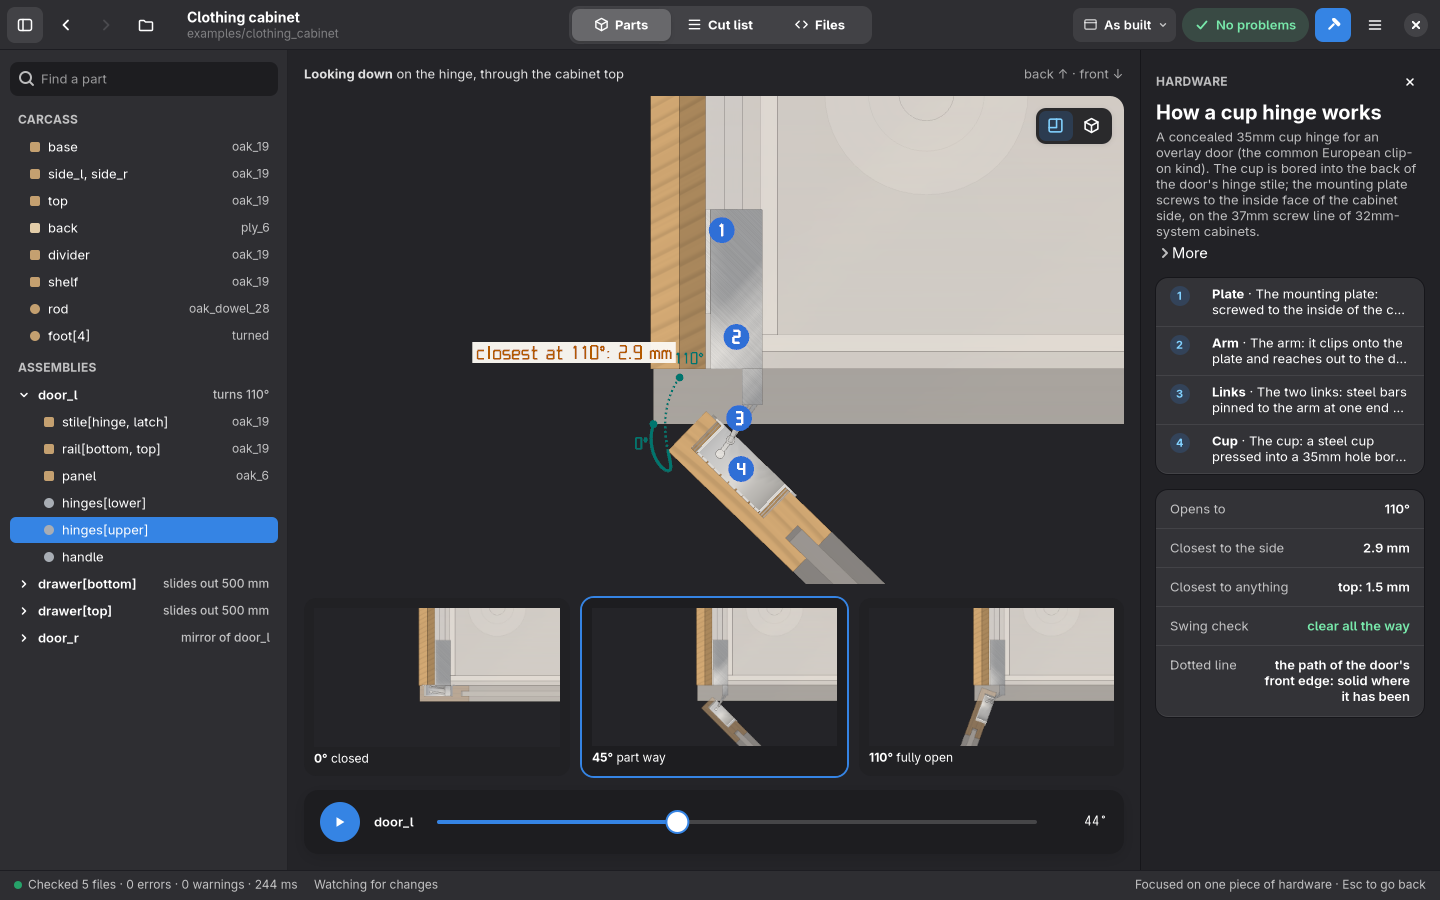 Clothing cabinet
examples/clothing_cabinet
Parts
Cut list
Files
As built
No problems
Find a part
CARCASS
base oak_19
side_l, side_r oak_19
top oak_19
back ply_6
divider oak_19
shelf oak_19
rod oak_dowel_28
foot[4] turned
ASSEMBLIES
door_l turns 110°
stile[hinge, latch] oak_19
rail[bottom, top] oak_19
panel oak_6
hinges[lower]
hinges[upper]
handle
drawer[bottom] slides out 500 mm
drawer[top] slides out 500 mm
door_r mirror of door_l
Looking down on the hinge, through the cabinet top
back ↑ · front ↓
1
2
closest at 110°: 2.9 mm
110°
3
0°
4
0° closed
45° part way
110° fully open
door_l
44°
HARDWARE
How a cup hinge works
A concealed 35mm cup hinge for an
overlay door (the common European clip-
on kind). The cup is bored into the back of
the door's hinge stile; the mounting plate
screws to the inside face of the cabinet
side, on the 37mm screw line of 32mm-
system cabinets.
More
1 Plate · The mounting plate:
screwed to the inside of the c...
2 Arm · The arm: it clips onto the
plate and reaches out to the d...
3 Links · The two links: steel bars
pinned to the arm at one end ...
4 Cup · The cup: a steel cup
pressed into a 35mm hole bor...
Opens to 110°
Closest to the side 2.9 mm
Closest to anything top: 1.5 mm
Swing check clear all the way
Dotted line the path of the door's
front edge: solid where
it has been
Checked 5 files · 0 errors · 0 warnings · 244 ms
Watching for changes
Focused on one piece of hardware · Esc to go back